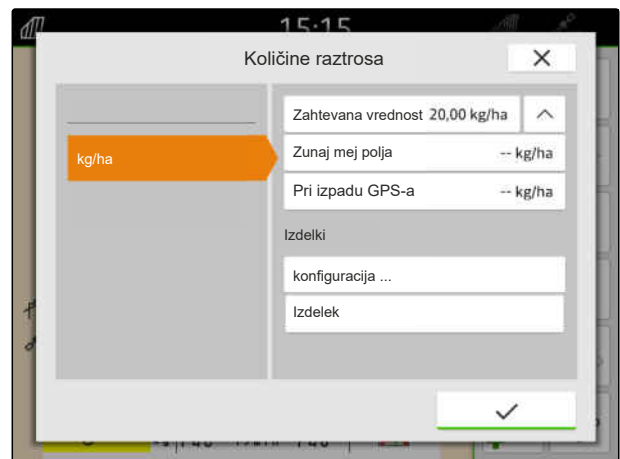 15:15
Količine raztrosa
Zahtevana vrednost 20,00 kg/ha
kg/ha
Zunaj mej polja -- kg/ha
Pri izpadu GPS-a -- kg/ha
Izdelki
konfiguracija ...
Izdelek